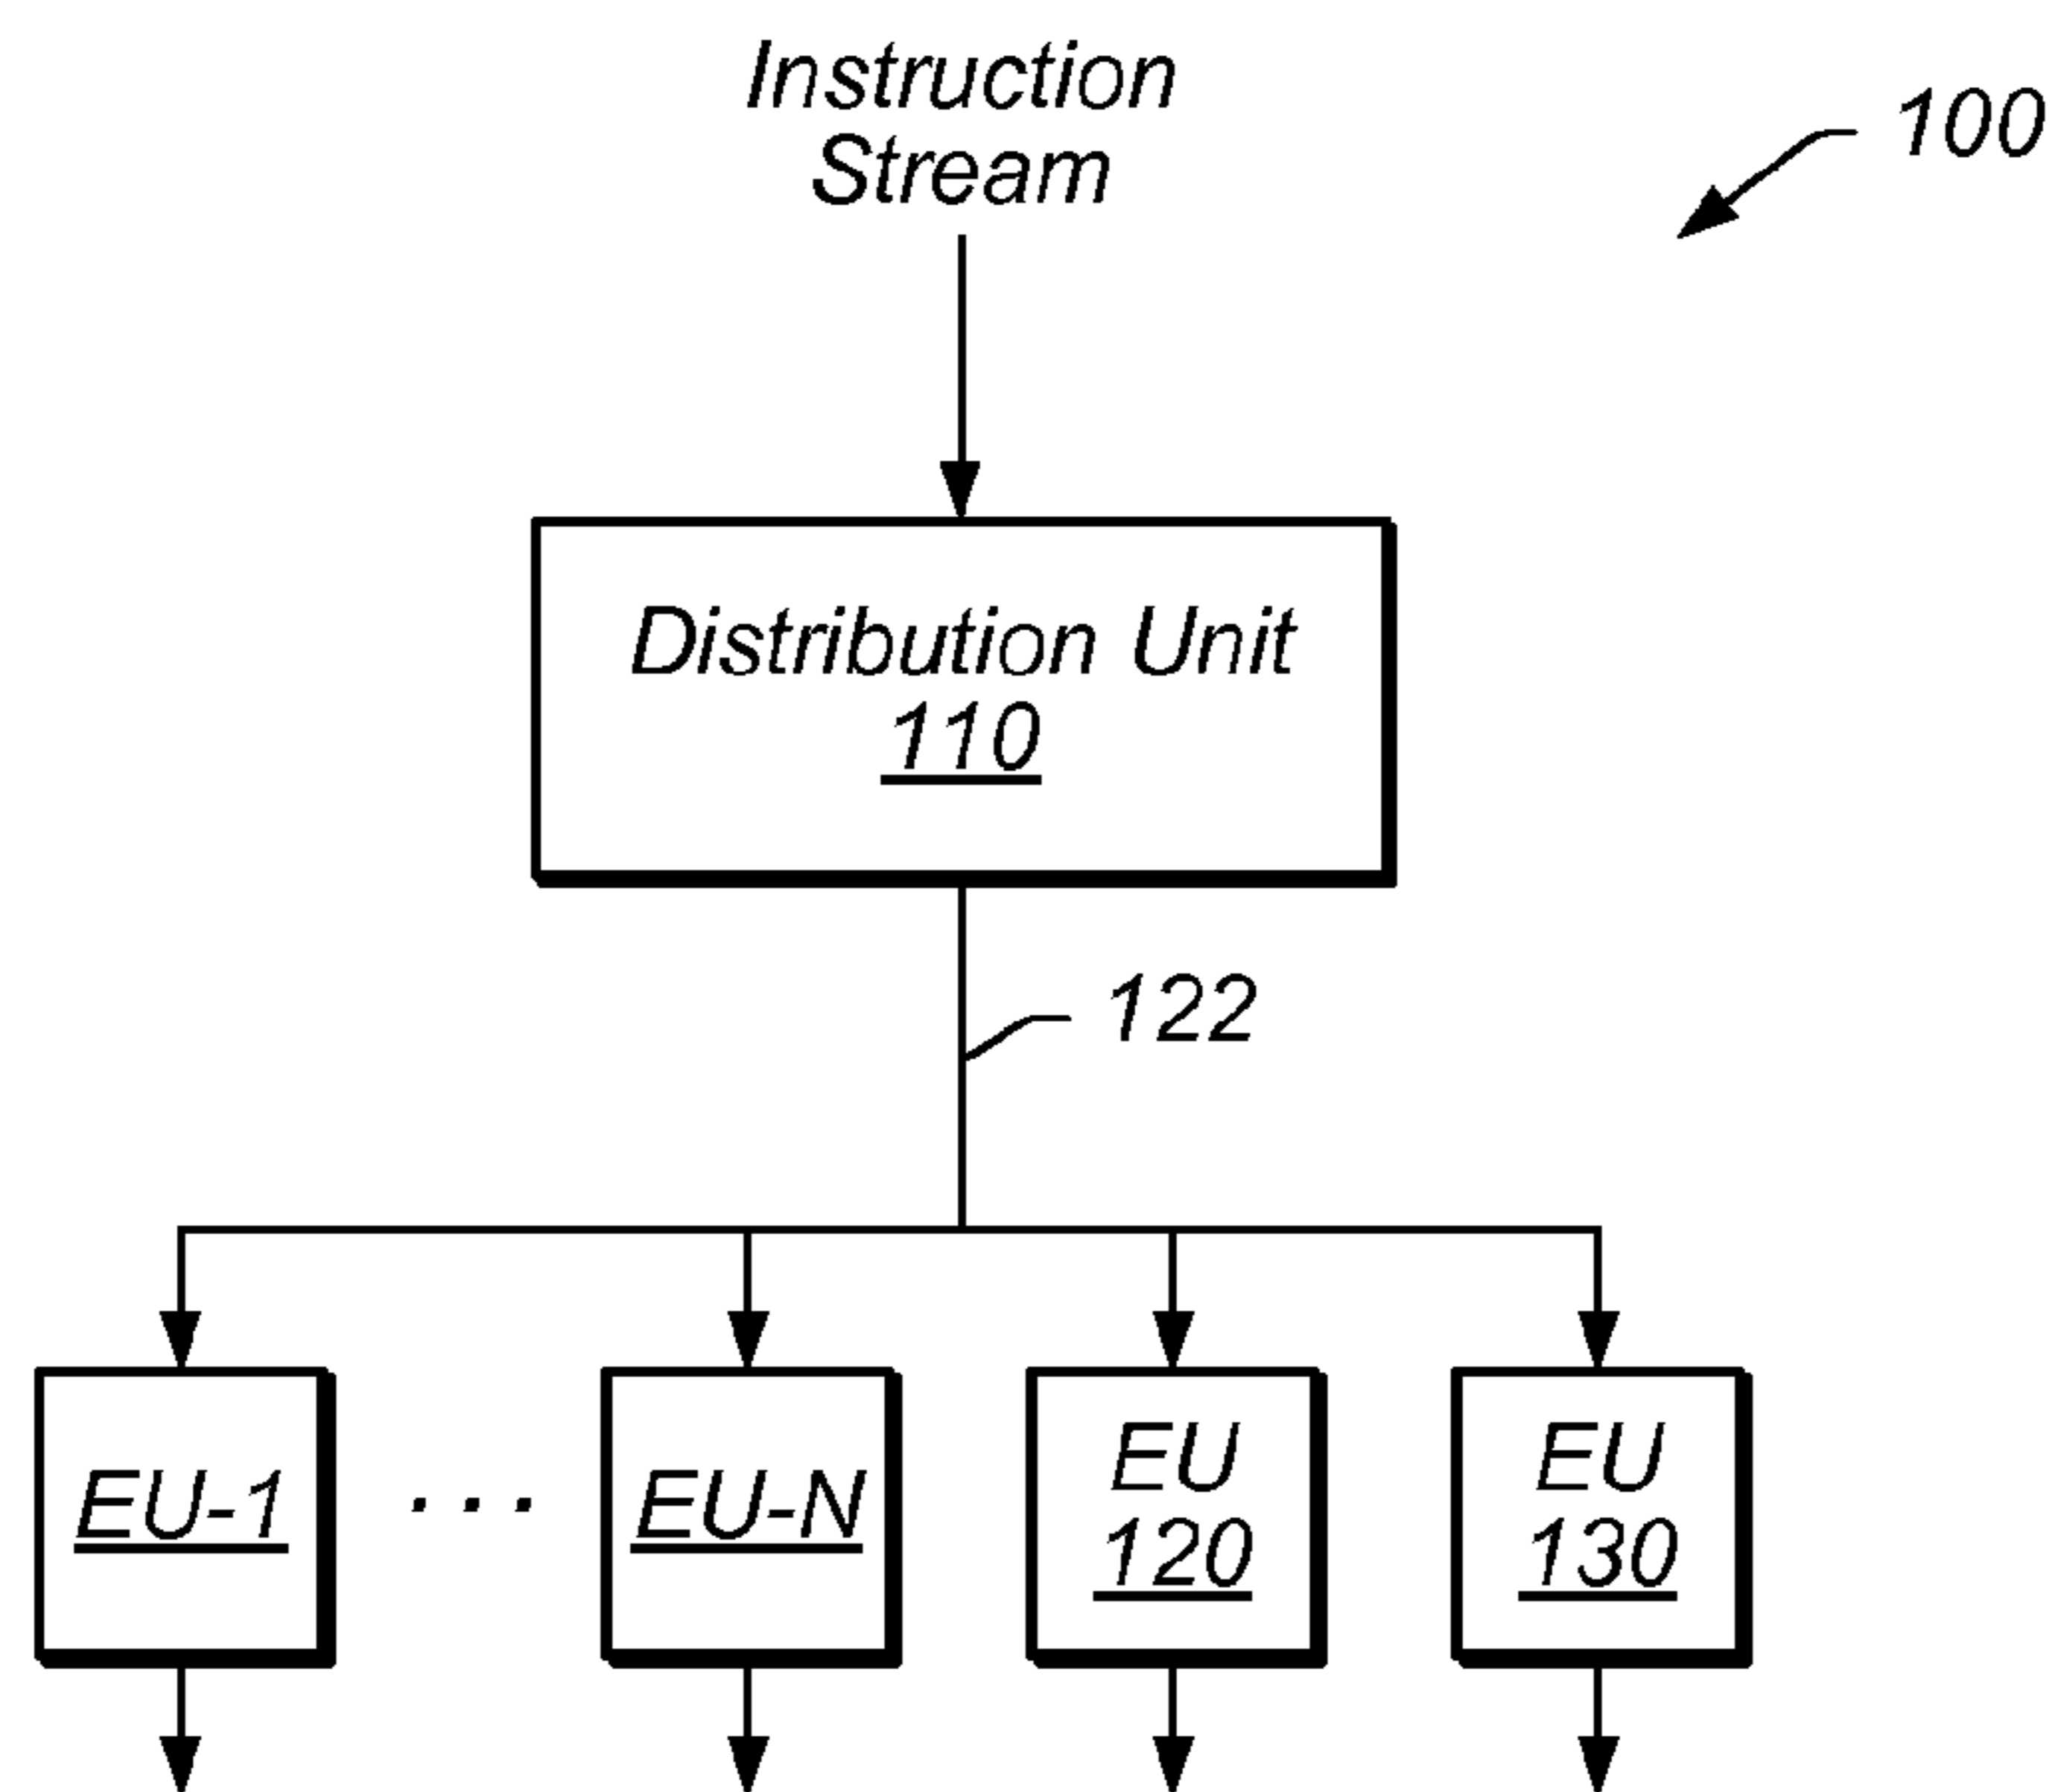 Instruction
Stream
100
Distribution Unit
110
122
EU-1 . . . EU-N
EU
120
EU
130